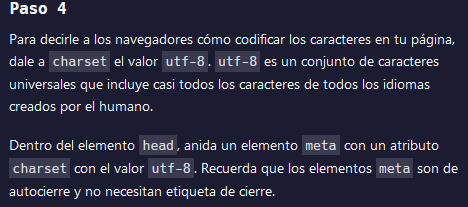 Paso 4
Para decirle a los navegadores cómo codificar los caracteres en tu página,
dale a charset el valor utf-8. utf-8 es un conjunto de caracteres
universales que incluye casi todos los caracteres de todos los idiomas
creados por el humano.
Dentro del elemento head, anida un elemento meta con un atributo
charset con el valor utf-8. Recuerda que los elementos meta son de
autocierre y no necesitan etiqueta de cierre.